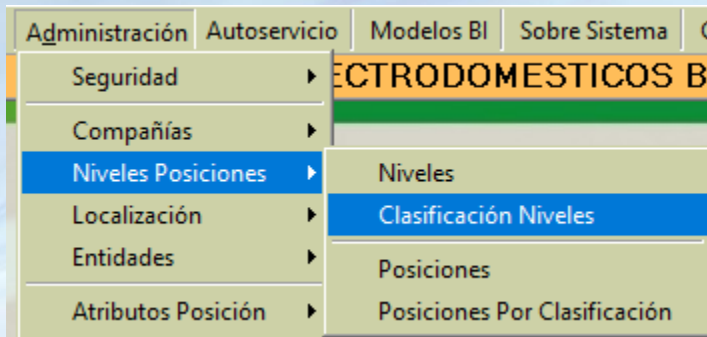 Administración Autoservicio Modelos BI Sobre Sistema
Seguridad
CTRODOMESTICOS B
Compañías
Niveles Posiciones
Niveles
Localización
Clasificación Niveles
Entidades
Posiciones
Atributos Posición
Posiciones Por Clasificación